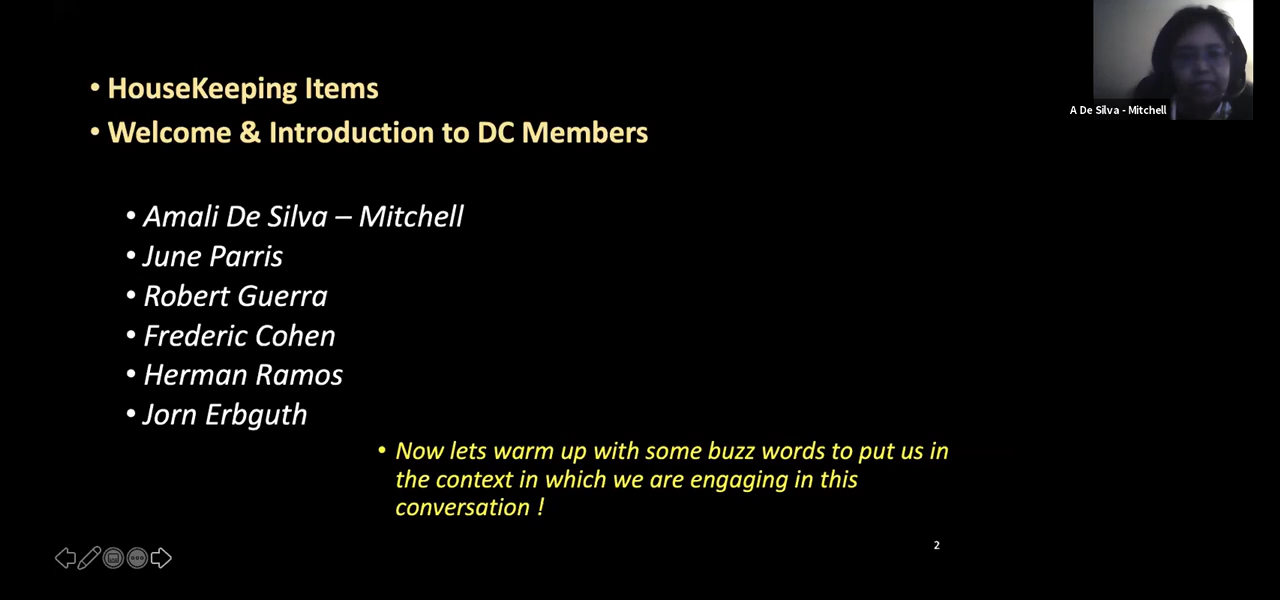 • HouseKeeping Items
• Welcome & Introduction to DC Members
A De Silva - Mitchell
• Amali De Silva – Mitchell
• June Parris
• Robert Guerra
• Frederic Cohen
• Herman Ramos
• Jorn Erbguth
• Now lets warm up with some buzz words to put us in
the context in which we are engaging in this
conversation !
2